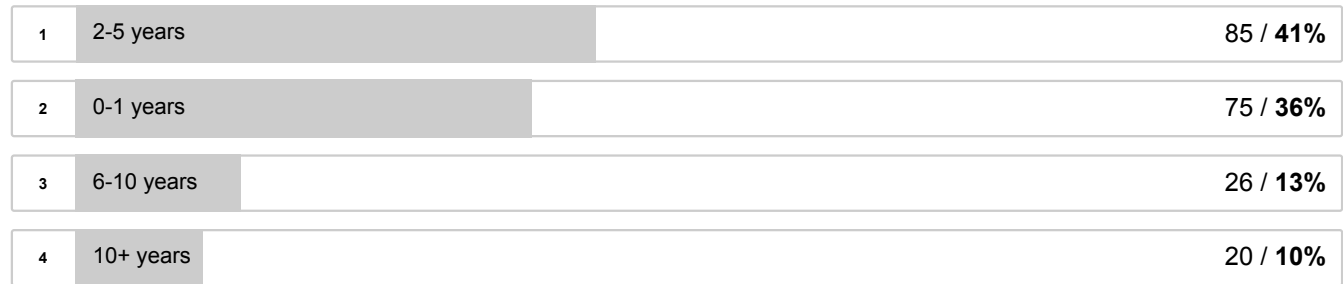 1 2-5 years 85 / 41%
2 0-1 years 75 / 36%
3 6-10 years 26 / 13%
4 10+ years 20 / 10%